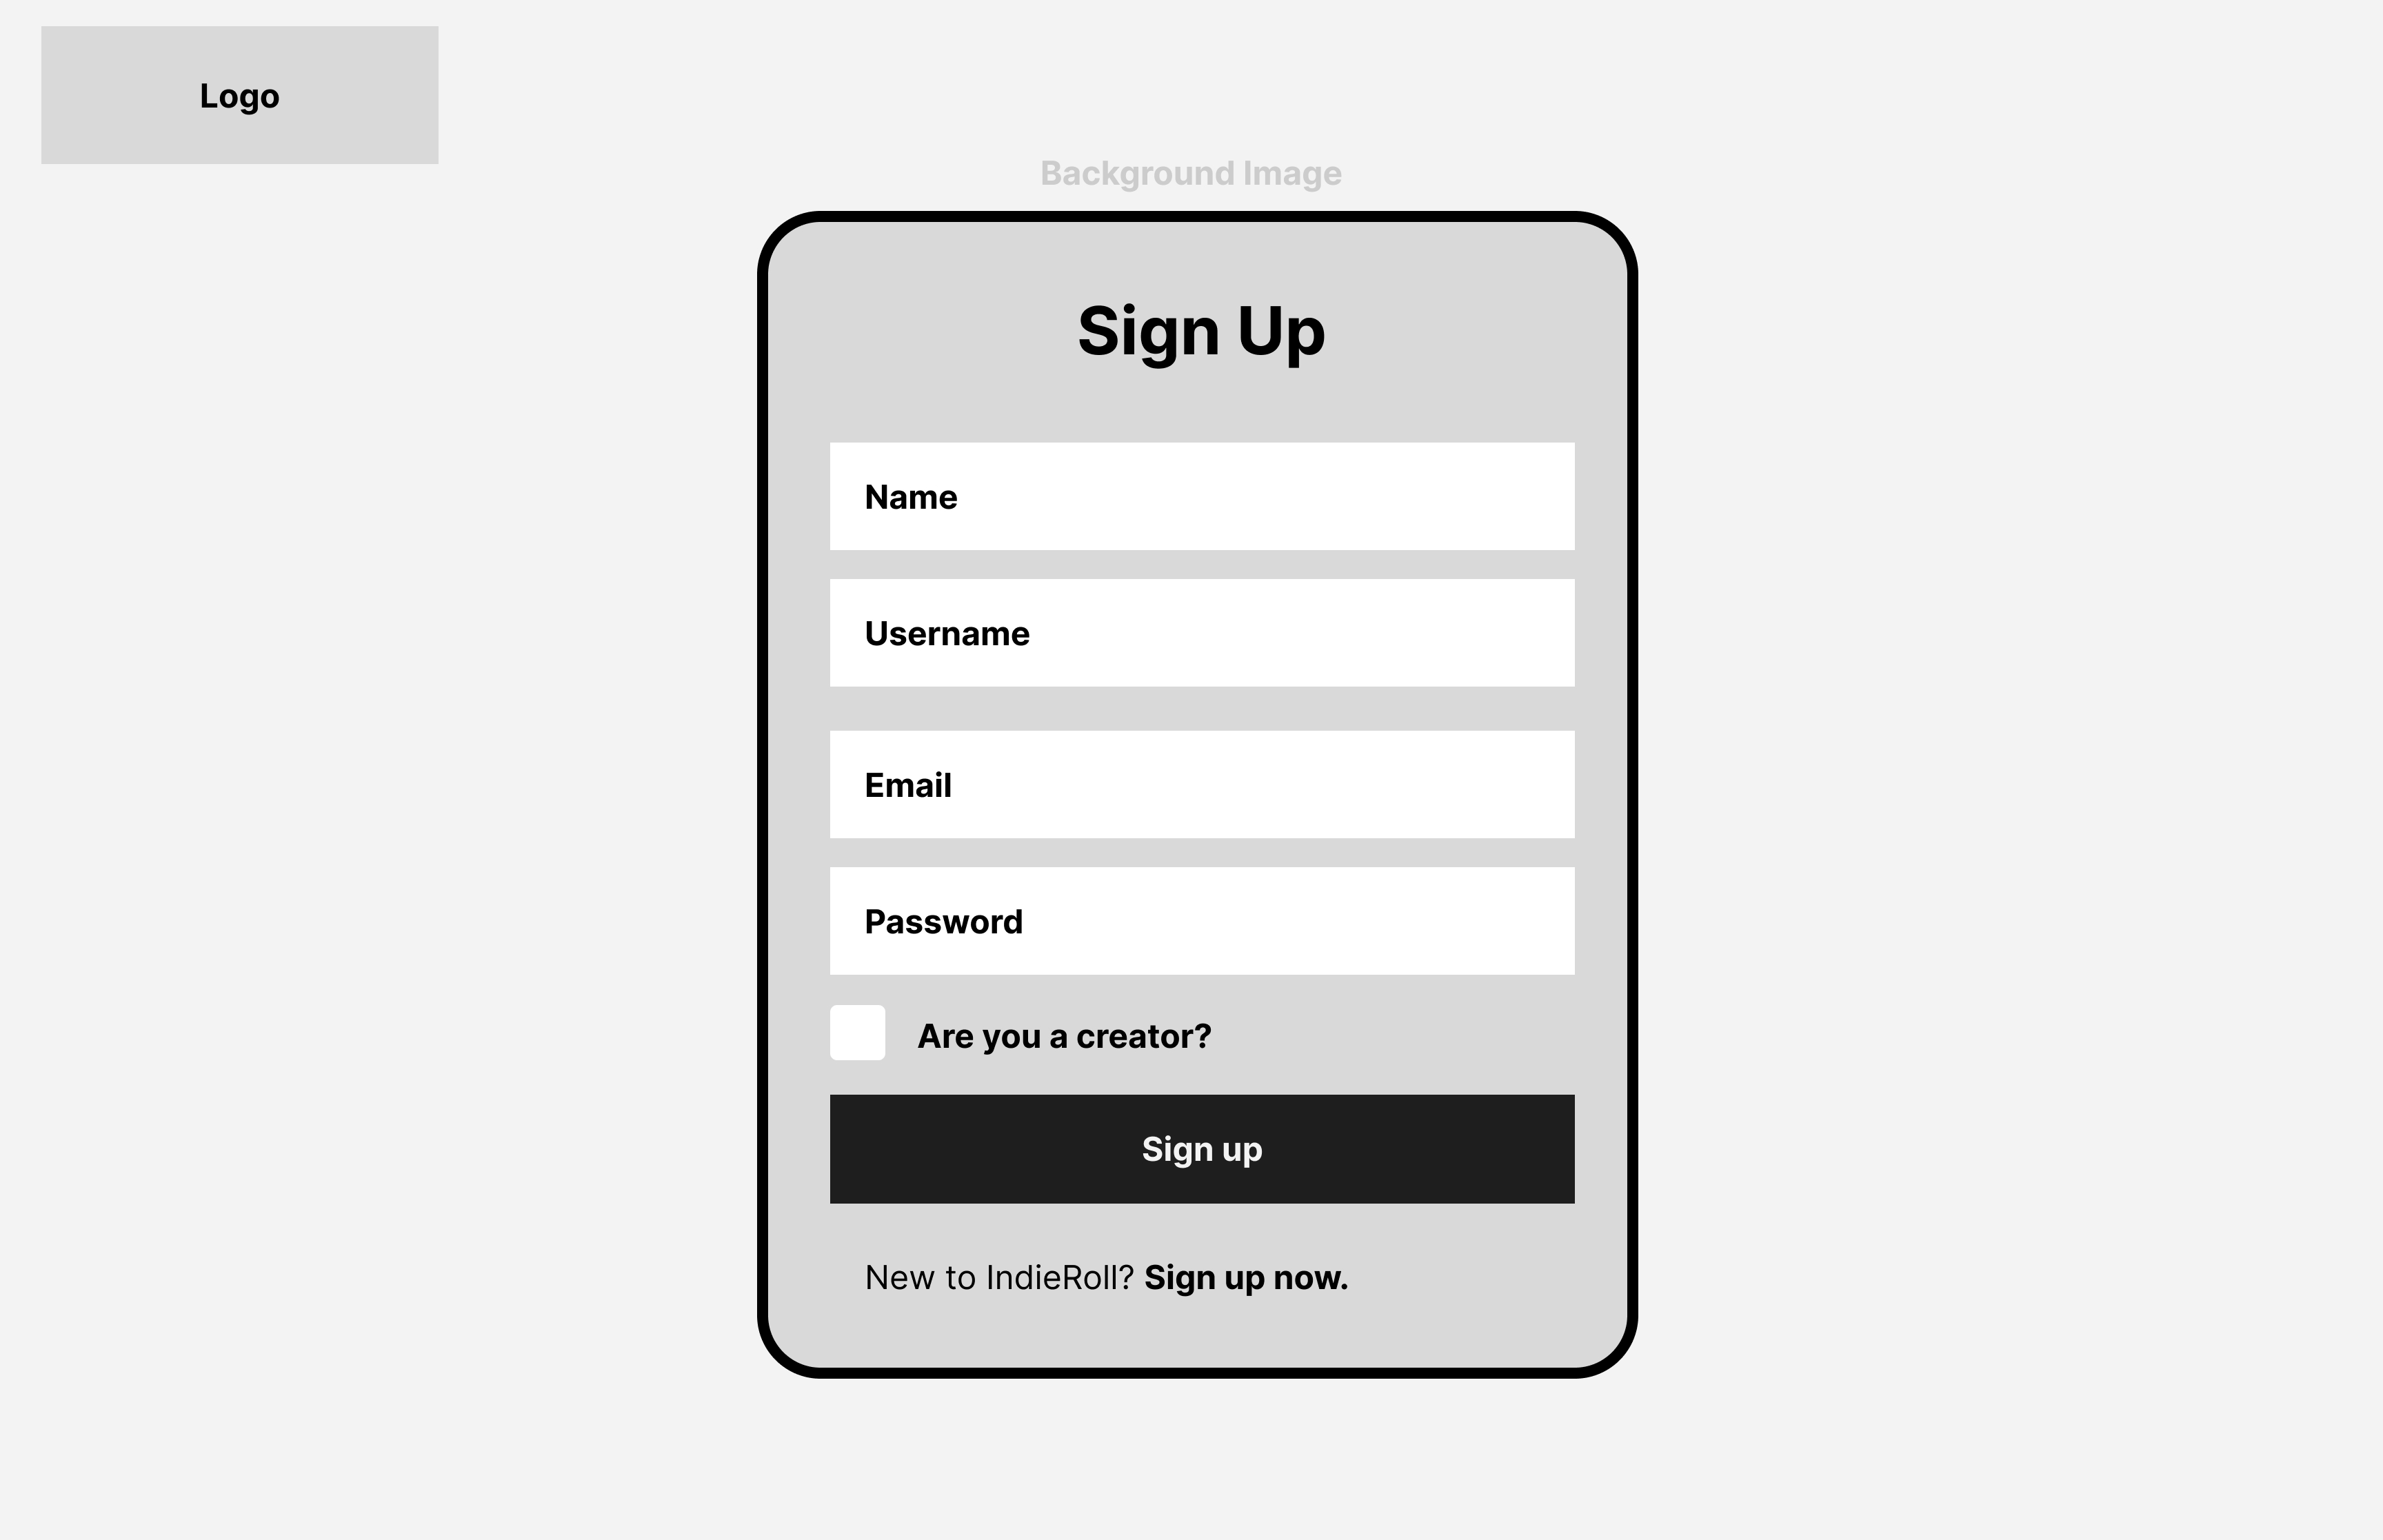 Logo
Background Image
Sign Up
Name
Username
Email
Password
Are you a creator?
Sign up
New to IndieRoll? Sign up now.